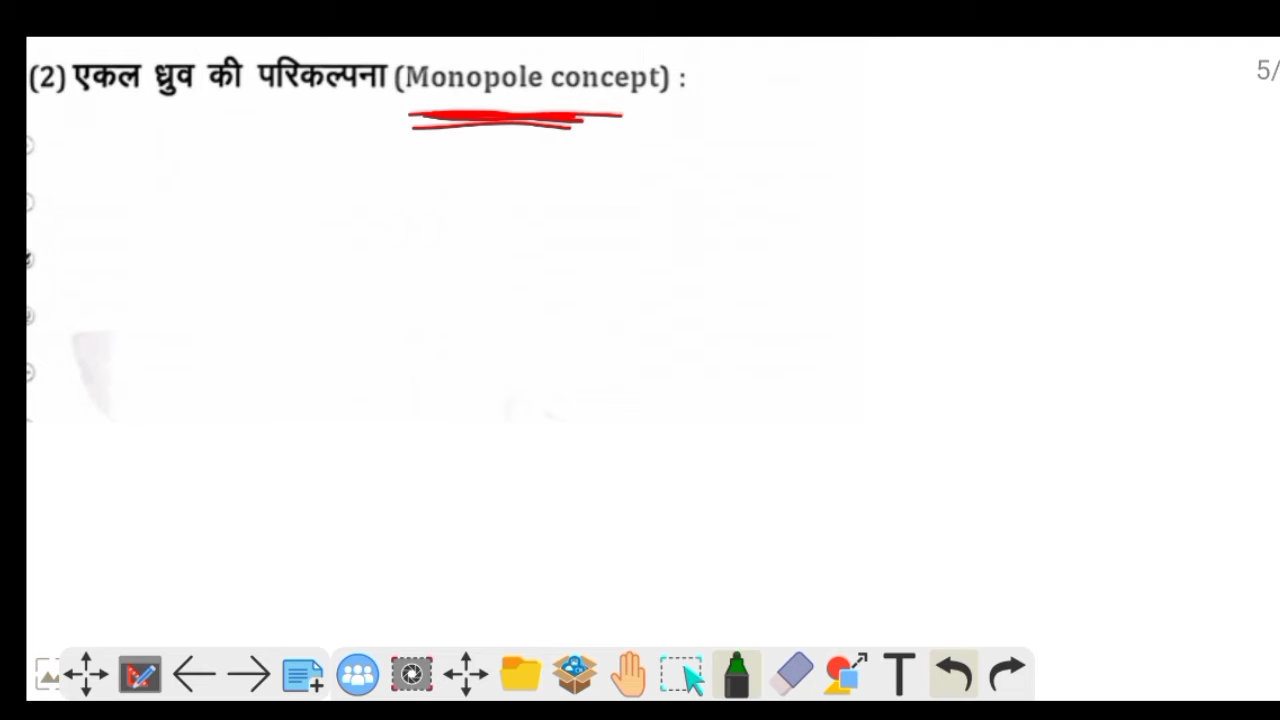 (2) एकल ध्रुव की परिकल्पना (Monopole concept) :
5/